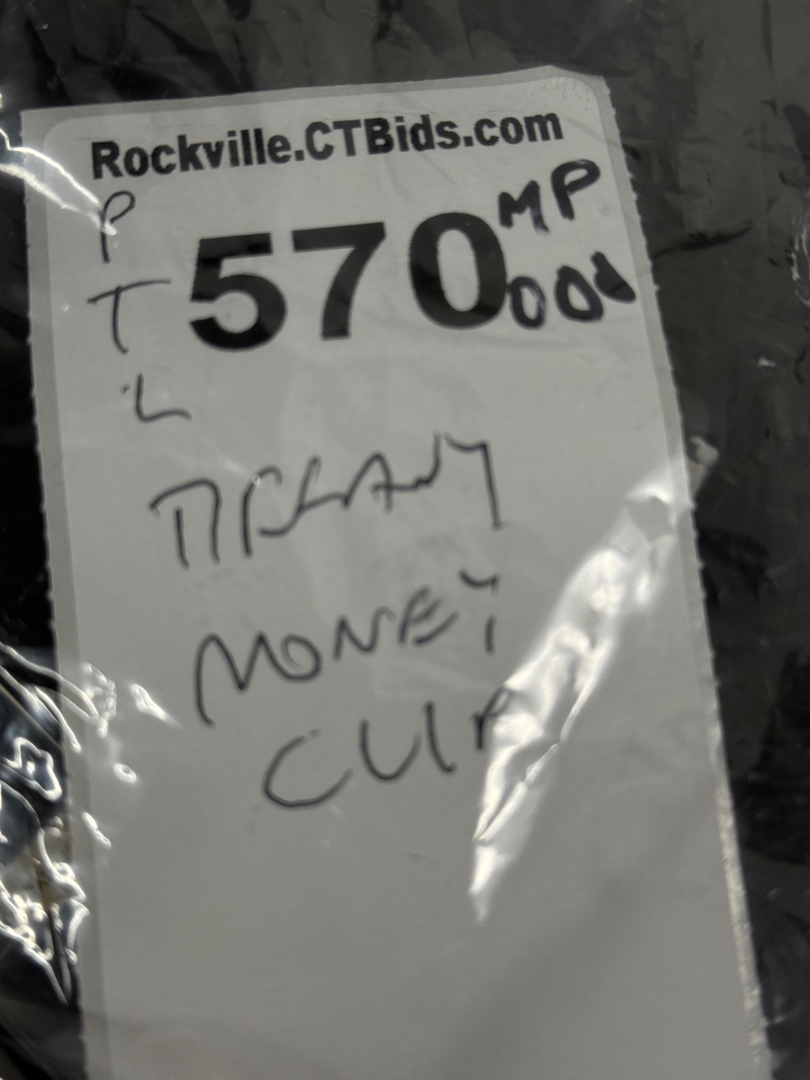 Rockville.CTBids.com
P
T
L
570
MP
TIFFANY
MONEY
CLIP